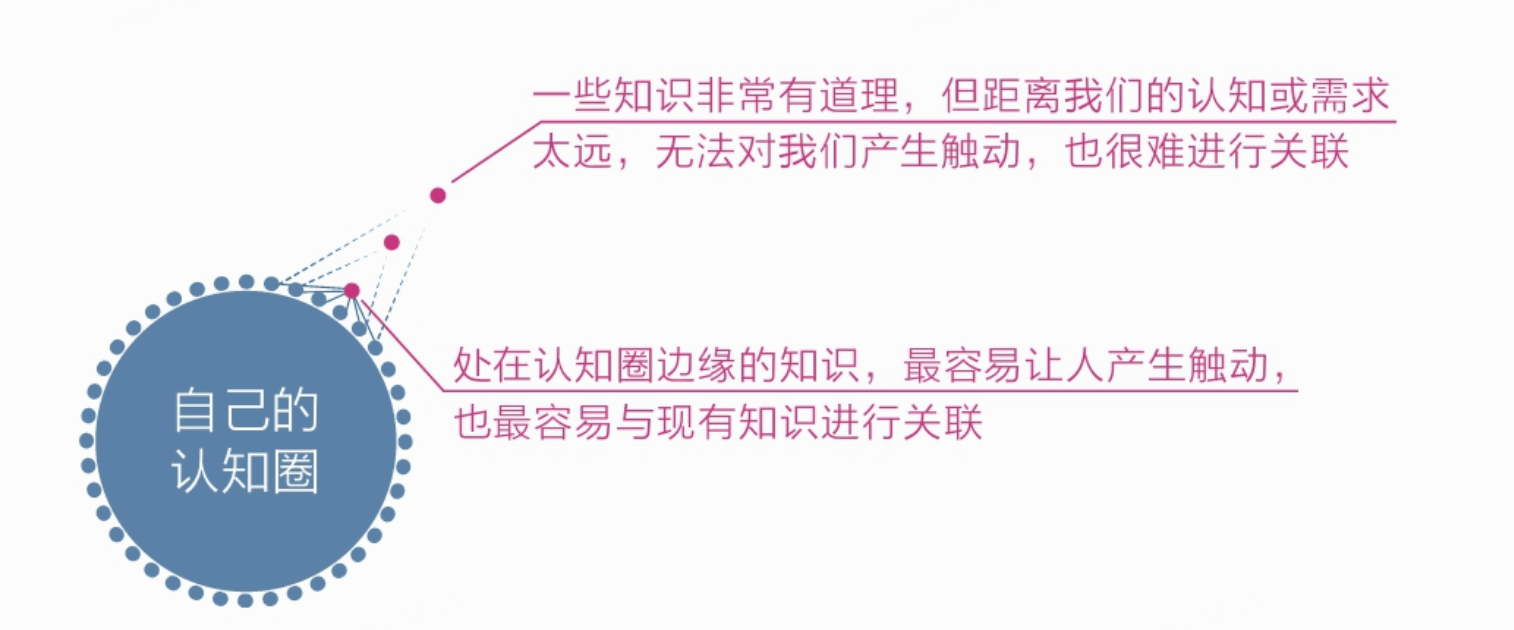 一些知识非常有道理，但距离我们的认知或需求
太远，无法对我们产生触动，也很难进行关联
处在认知圈边缘的知识，最容易让人产生触动，
也最容易与现有知识进行关联
自己的
认知圈